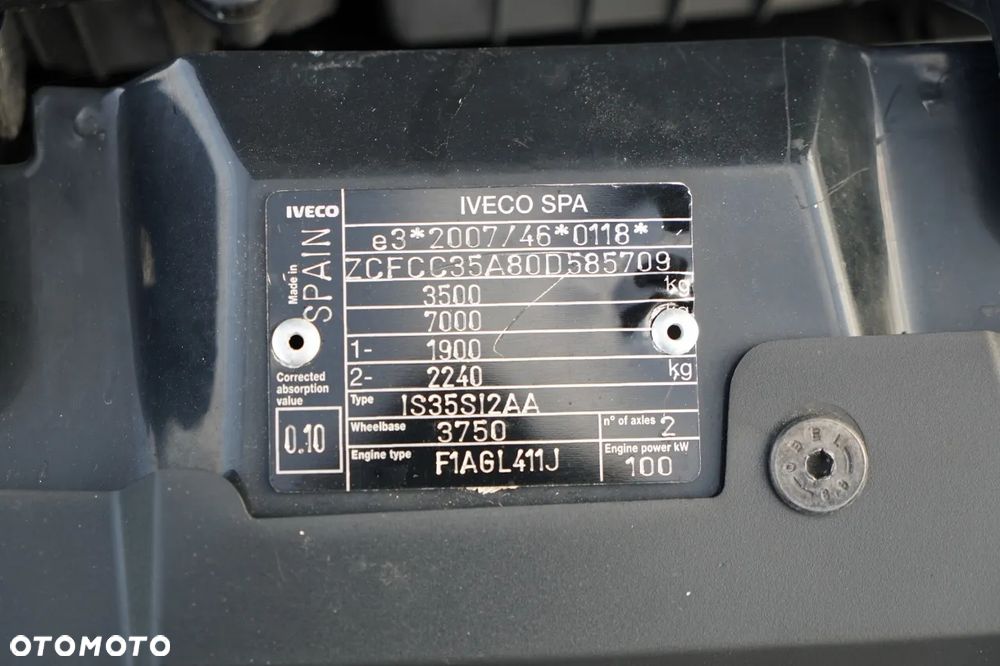 IVECO
IVECO SPA
Made in
SPAIN
e3*2007/46*0118*
ZCFCC35A80D585709
3500 kg
7000
1- 1900
2- 2240 kg
Type IS35SI2AA
Corrected
absorption
value
0.10
Wheelbase 3750
n° of axles 2
Engine type F1AGL411J
Engine power kW
100
OTOMOTO